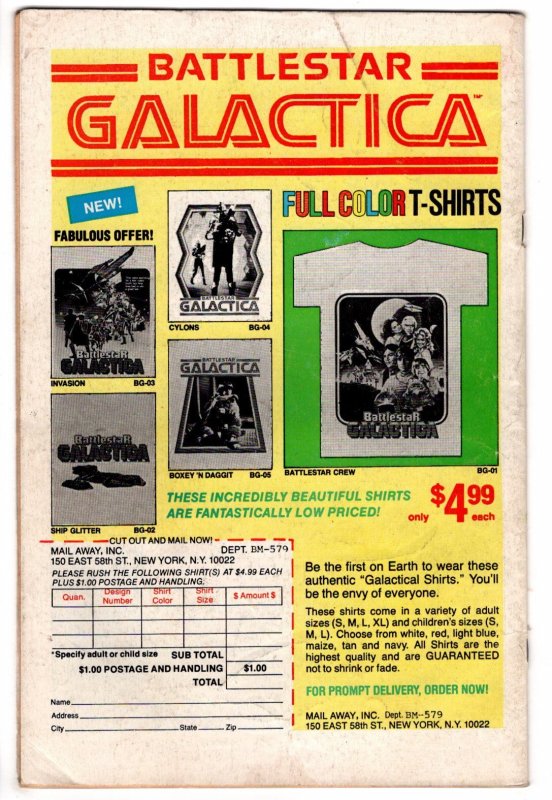 BATTLESTAR
GALACTICA™
NEW!
FULL COLOR T-SHIRTS
FABULOUS OFFER!
BattlestaR
GALACTICA
INVASION BG-03
BATTLESTAR
GALACTICA
CYLONS BG-04
BattlestaR
GALACTICA
SHIP GLITTER BG-02
BATTLESTAR
GALACTICA
BOXEY 'N DAGGIT BG-05
BattlestaR
GALACTICA
BATTLESTAR CREW BG-01
THESE INCREDIBLY BEAUTIFUL SHIRTS
ARE FANTASTICALLY LOW PRICED!
only $4.99 each
CUT OUT AND MAIL NOW!
MAIL AWAY, INC. DEPT. BM-579
150 EAST 58th ST., NEW YORK, N.Y. 10022
PLEASE RUSH THE FOLLOWING SHIRT(S) AT $4.99 EACH
PLUS $1.00 POSTAGE AND HANDLING.
Quan. Design Number Shirt Color Shirt Size $ Amount $
*Specify adult or child size SUB TOTAL
$1.00 POSTAGE AND HANDLING $1.00
TOTAL
Name
Address
City State Zip
Be the first on Earth to wear these
authentic "Galactical Shirts." You'll
be the envy of everyone.
These shirts come in a variety of adult
sizes (S, M, L, XL) and children's sizes (S,
M, L). Choose from white, red, light blue,
maize, tan and navy. All Shirts are the
highest quality and are GUARANTEED
not to shrink or fade.
FOR PROMPT DELIVERY, ORDER NOW!
MAIL AWAY, INC. Dept. BM--579
150 EAST 58th ST., NEW YORK, N.Y. 10022